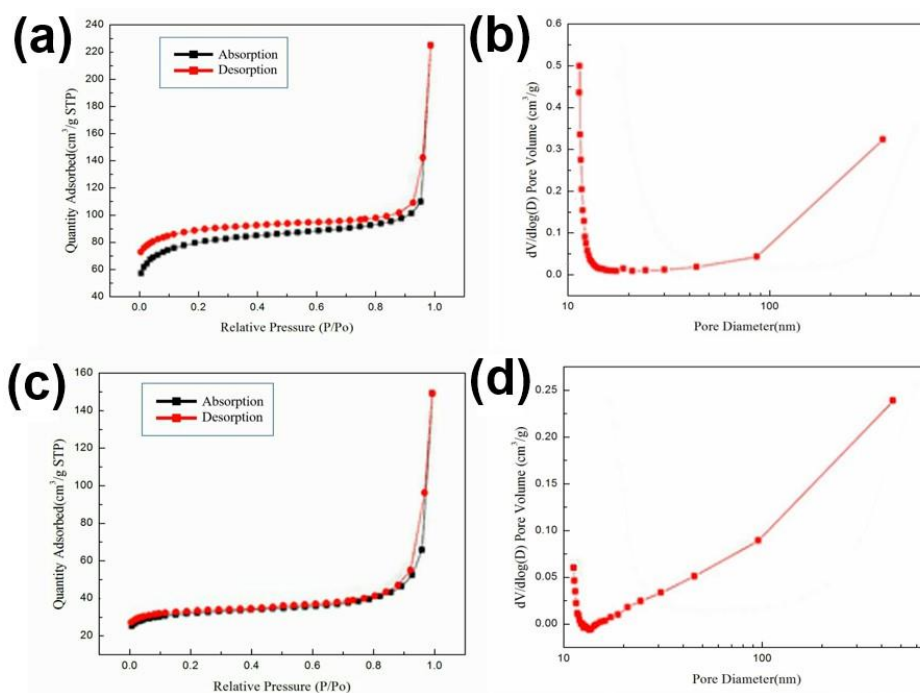 (a)
Quantity Adsorbed(cm³/g STP)
240
220
200
180
160
140
120
100
80
60
40
Absorption
Desorption
0.0 0.2 0.4 0.6 0.8 1.0
Relative Pressure (P/Po)
(b)
dV/dlog(D) Pore Volume (cm³/g)
0.6
0.5
0.4
0.3
0.2
0.1
0.0
10 100
Pore Diameter(nm)
(c)
Quantity Adsorbed(cm³/g STP)
160
140
120
100
80
60
40
20
Absorption
Desorption
0.0 0.2 0.4 0.6 0.8 1.0
Relative Pressure (P/Po)
(d)
dV/dlog(D) Pore Volume (cm³/g)
0.25
0.20
0.15
0.10
0.05
0.00
10 100
Pore Diameter(nm)